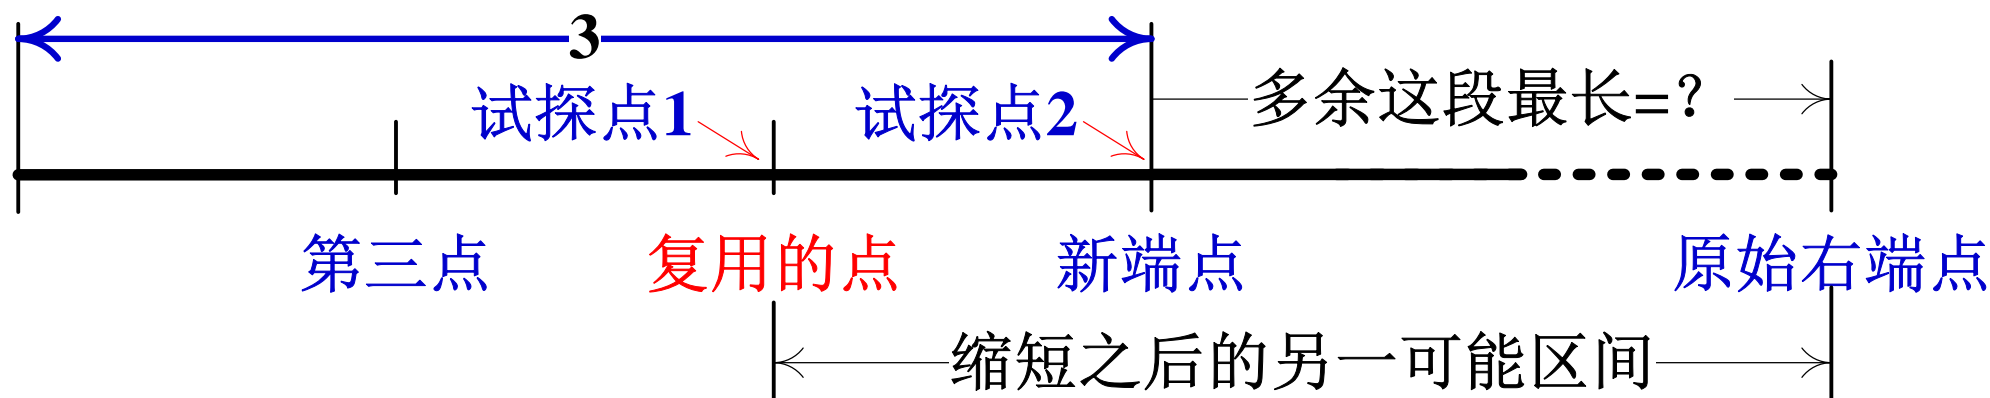 3
试探点1 试探点2 多余这段最长=？
第三点 复用的点 新端点 原始右端点
缩短之后的另一可能区间